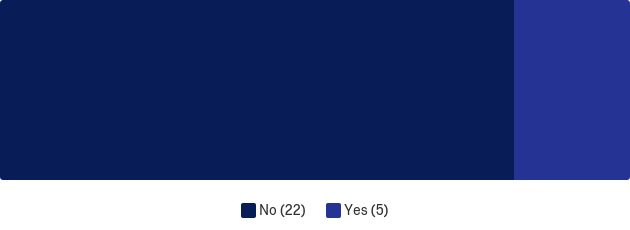 No (22) Yes (5)